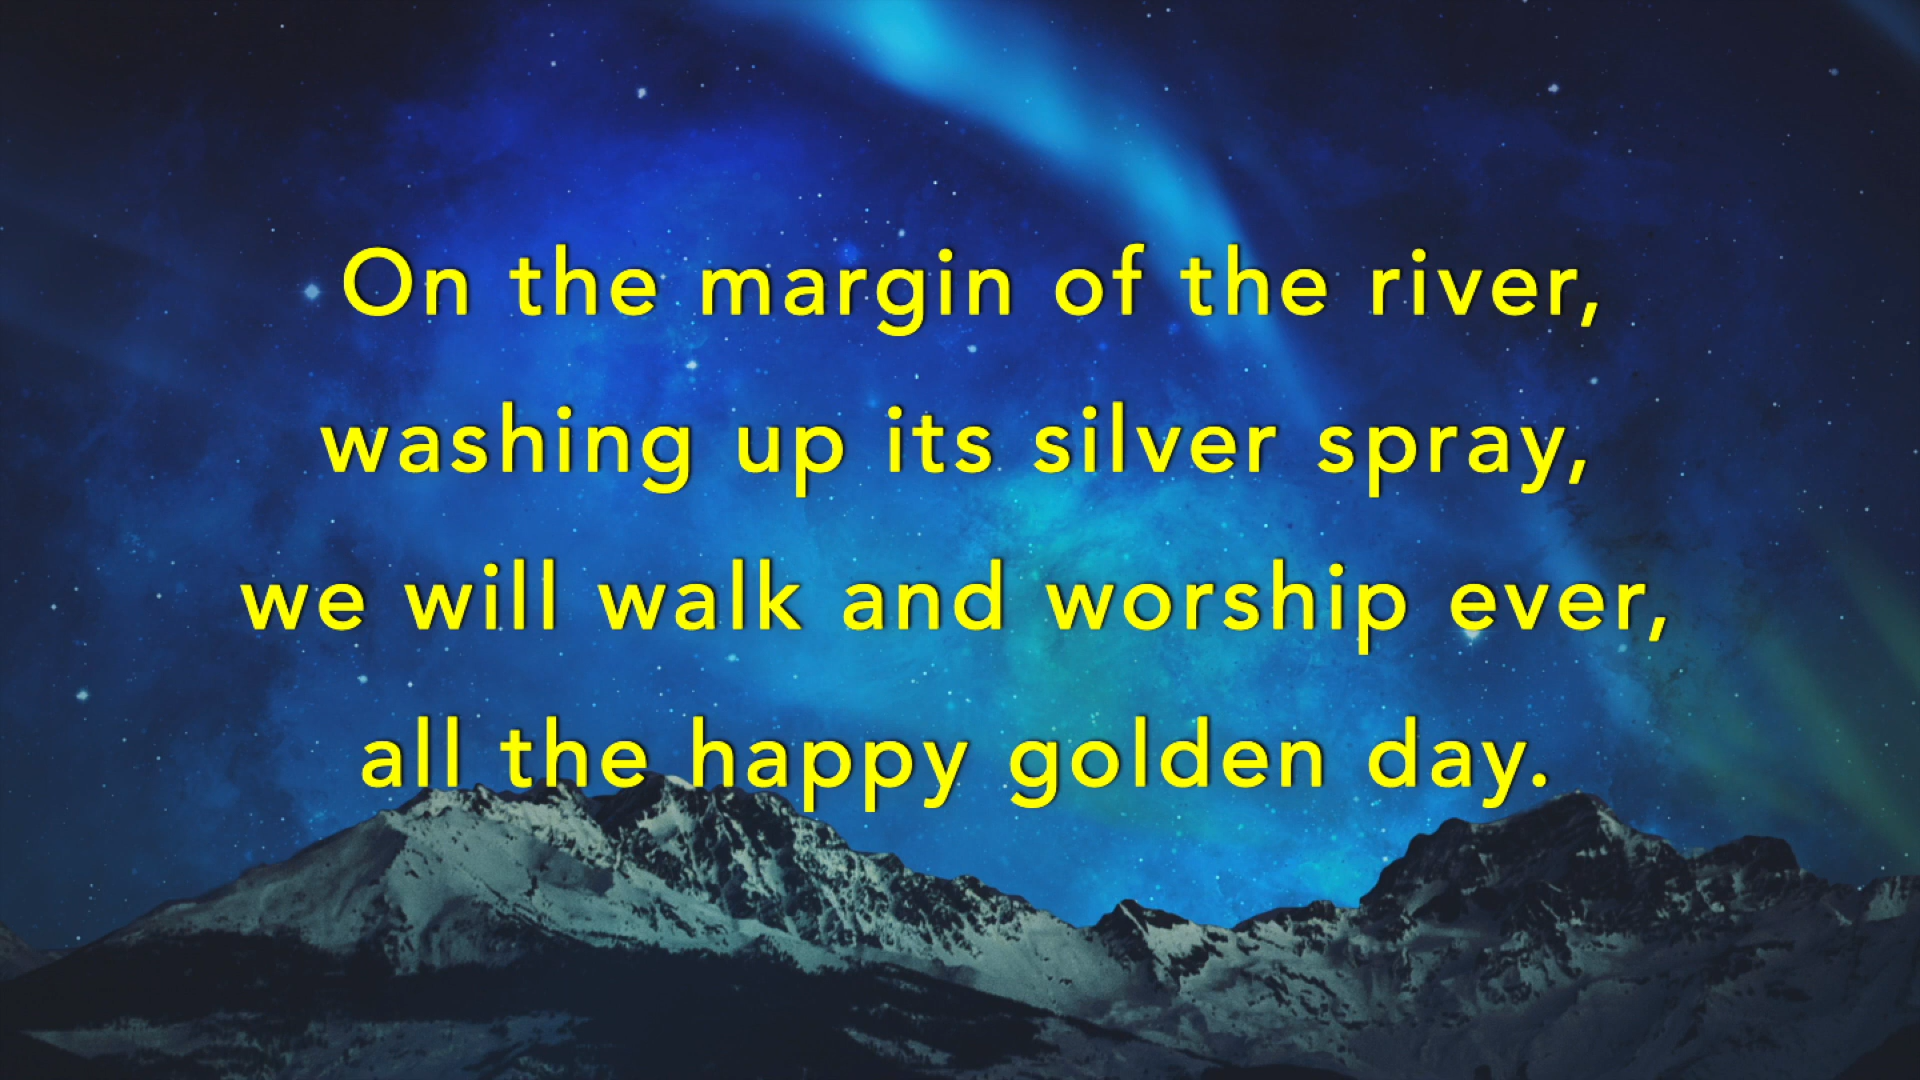 On the margin of the river,
washing up its silver spray,
we will walk and worship ever,
all the happy golden day.